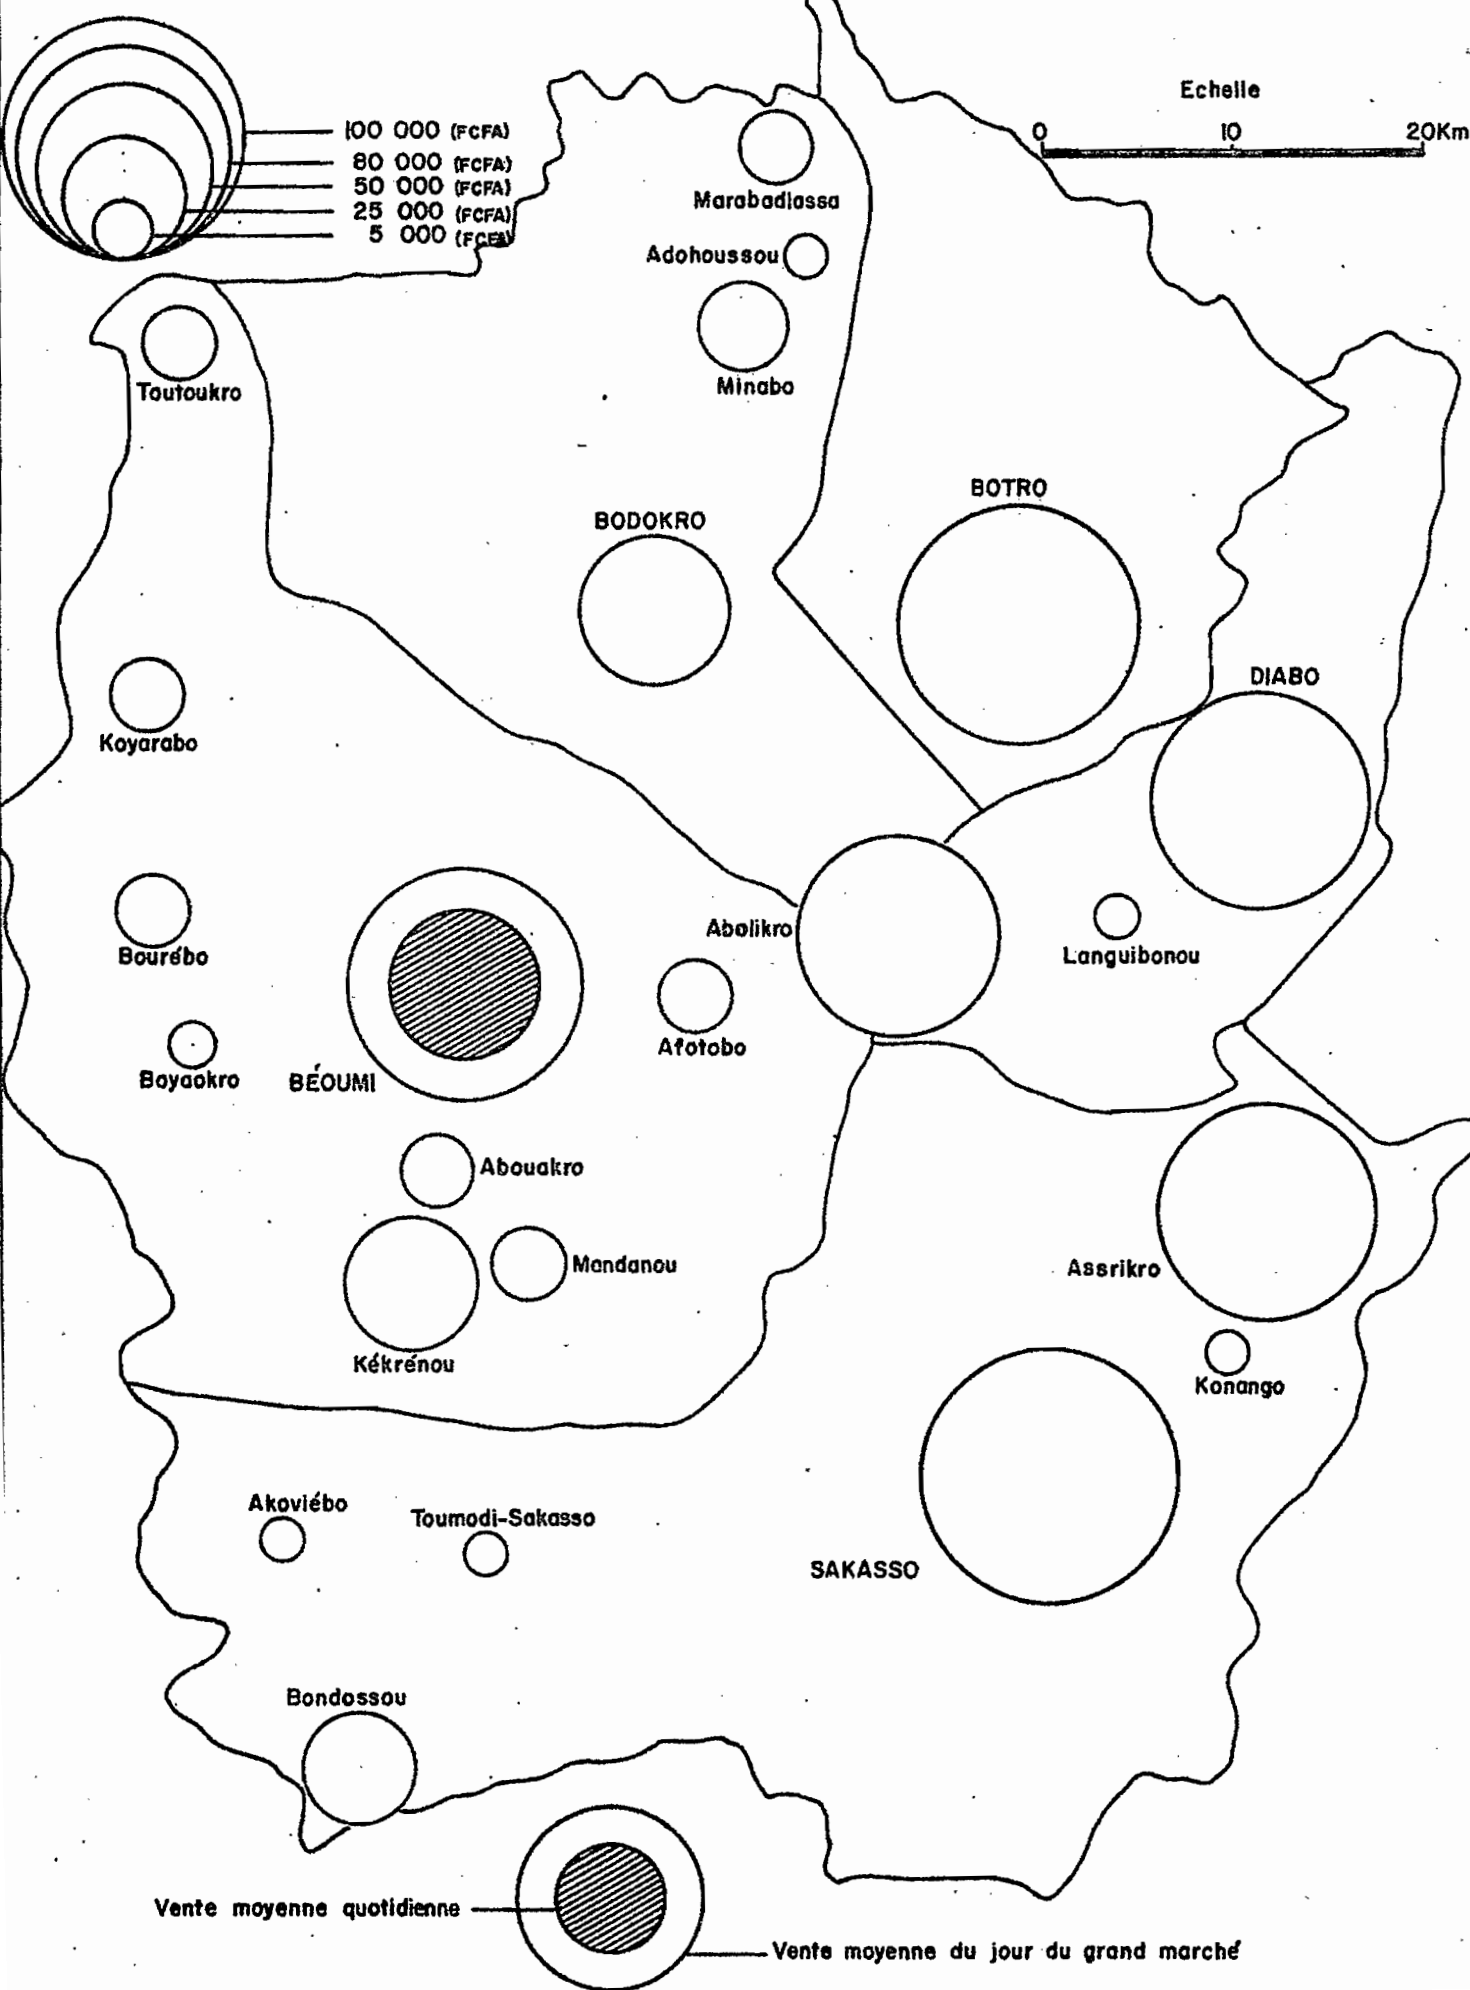 Echelle
0 10 20Km
100 000 (FCFA)
80 000 (FCFA)
50 000 (FCFA)
25 000 (FCFA)
5 000 (FCFA)
Marabadiassa
Adohoussou
Minabo
Toutoukro
BOTRO
BODOKRO
DIABO
Koyarabo
Abolikro
Languibonou
Bourébo
Afotobo
Boyaokro
BÉOUMI
Abouakro
Mandanou
Assrikro
Kékrénou
Konango
Akoviébo
Toumodi-Sakasso
SAKASSO
Bondossou
Vente moyenne quotidienne
Vente moyenne du jour du grand marché